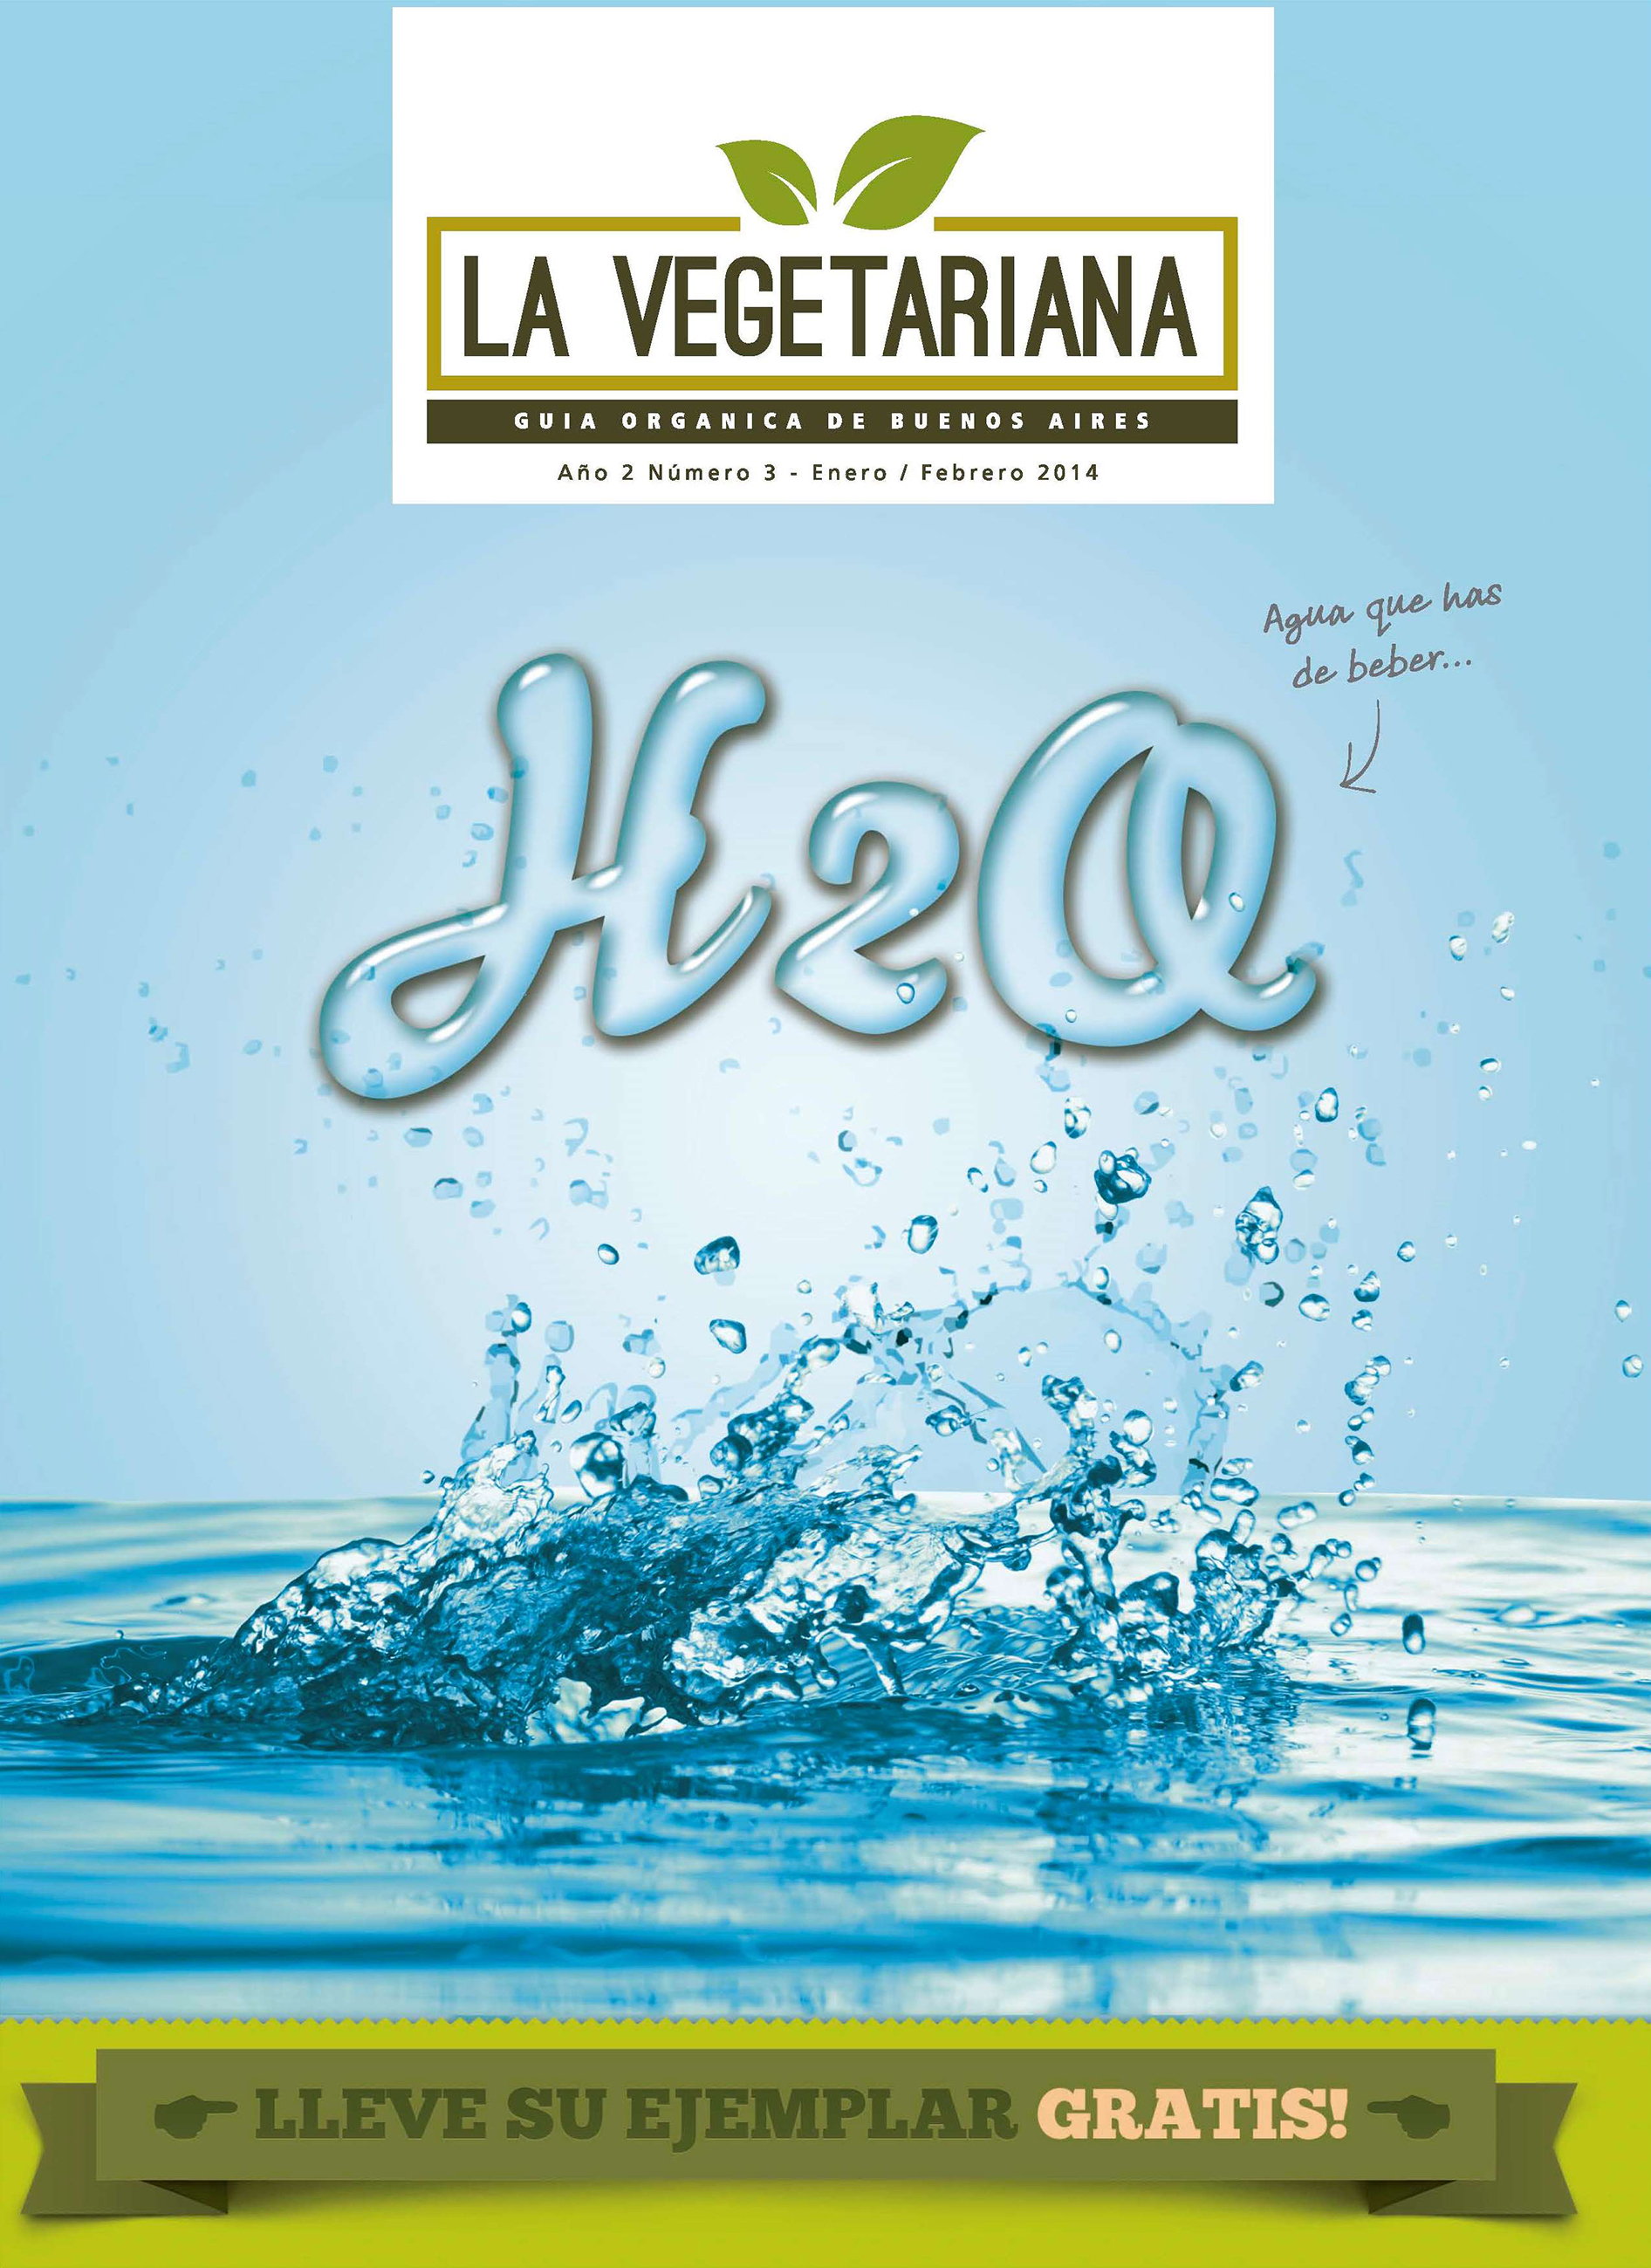 LA VEGETARIANA
GUIA ORGANICA DE BUENOS AIRES
Año 2 Número 3 - Enero / Febrero 2014
Agua que has
de beber...
H2O
LLEVE SU EJEMPLAR GRATIS!